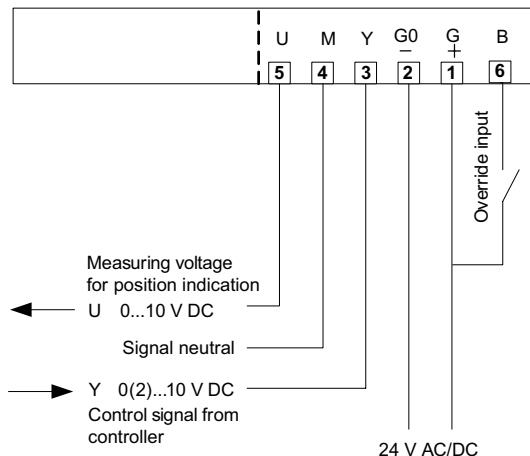 U M Y G0 G B
– +
5 4 3 2 1 6
Override input
Measuring voltage
for position indication
U 0...10 V DC
Signal neutral
Y 0(2)...10 V DC
Control signal from
controller
24 V AC/DC